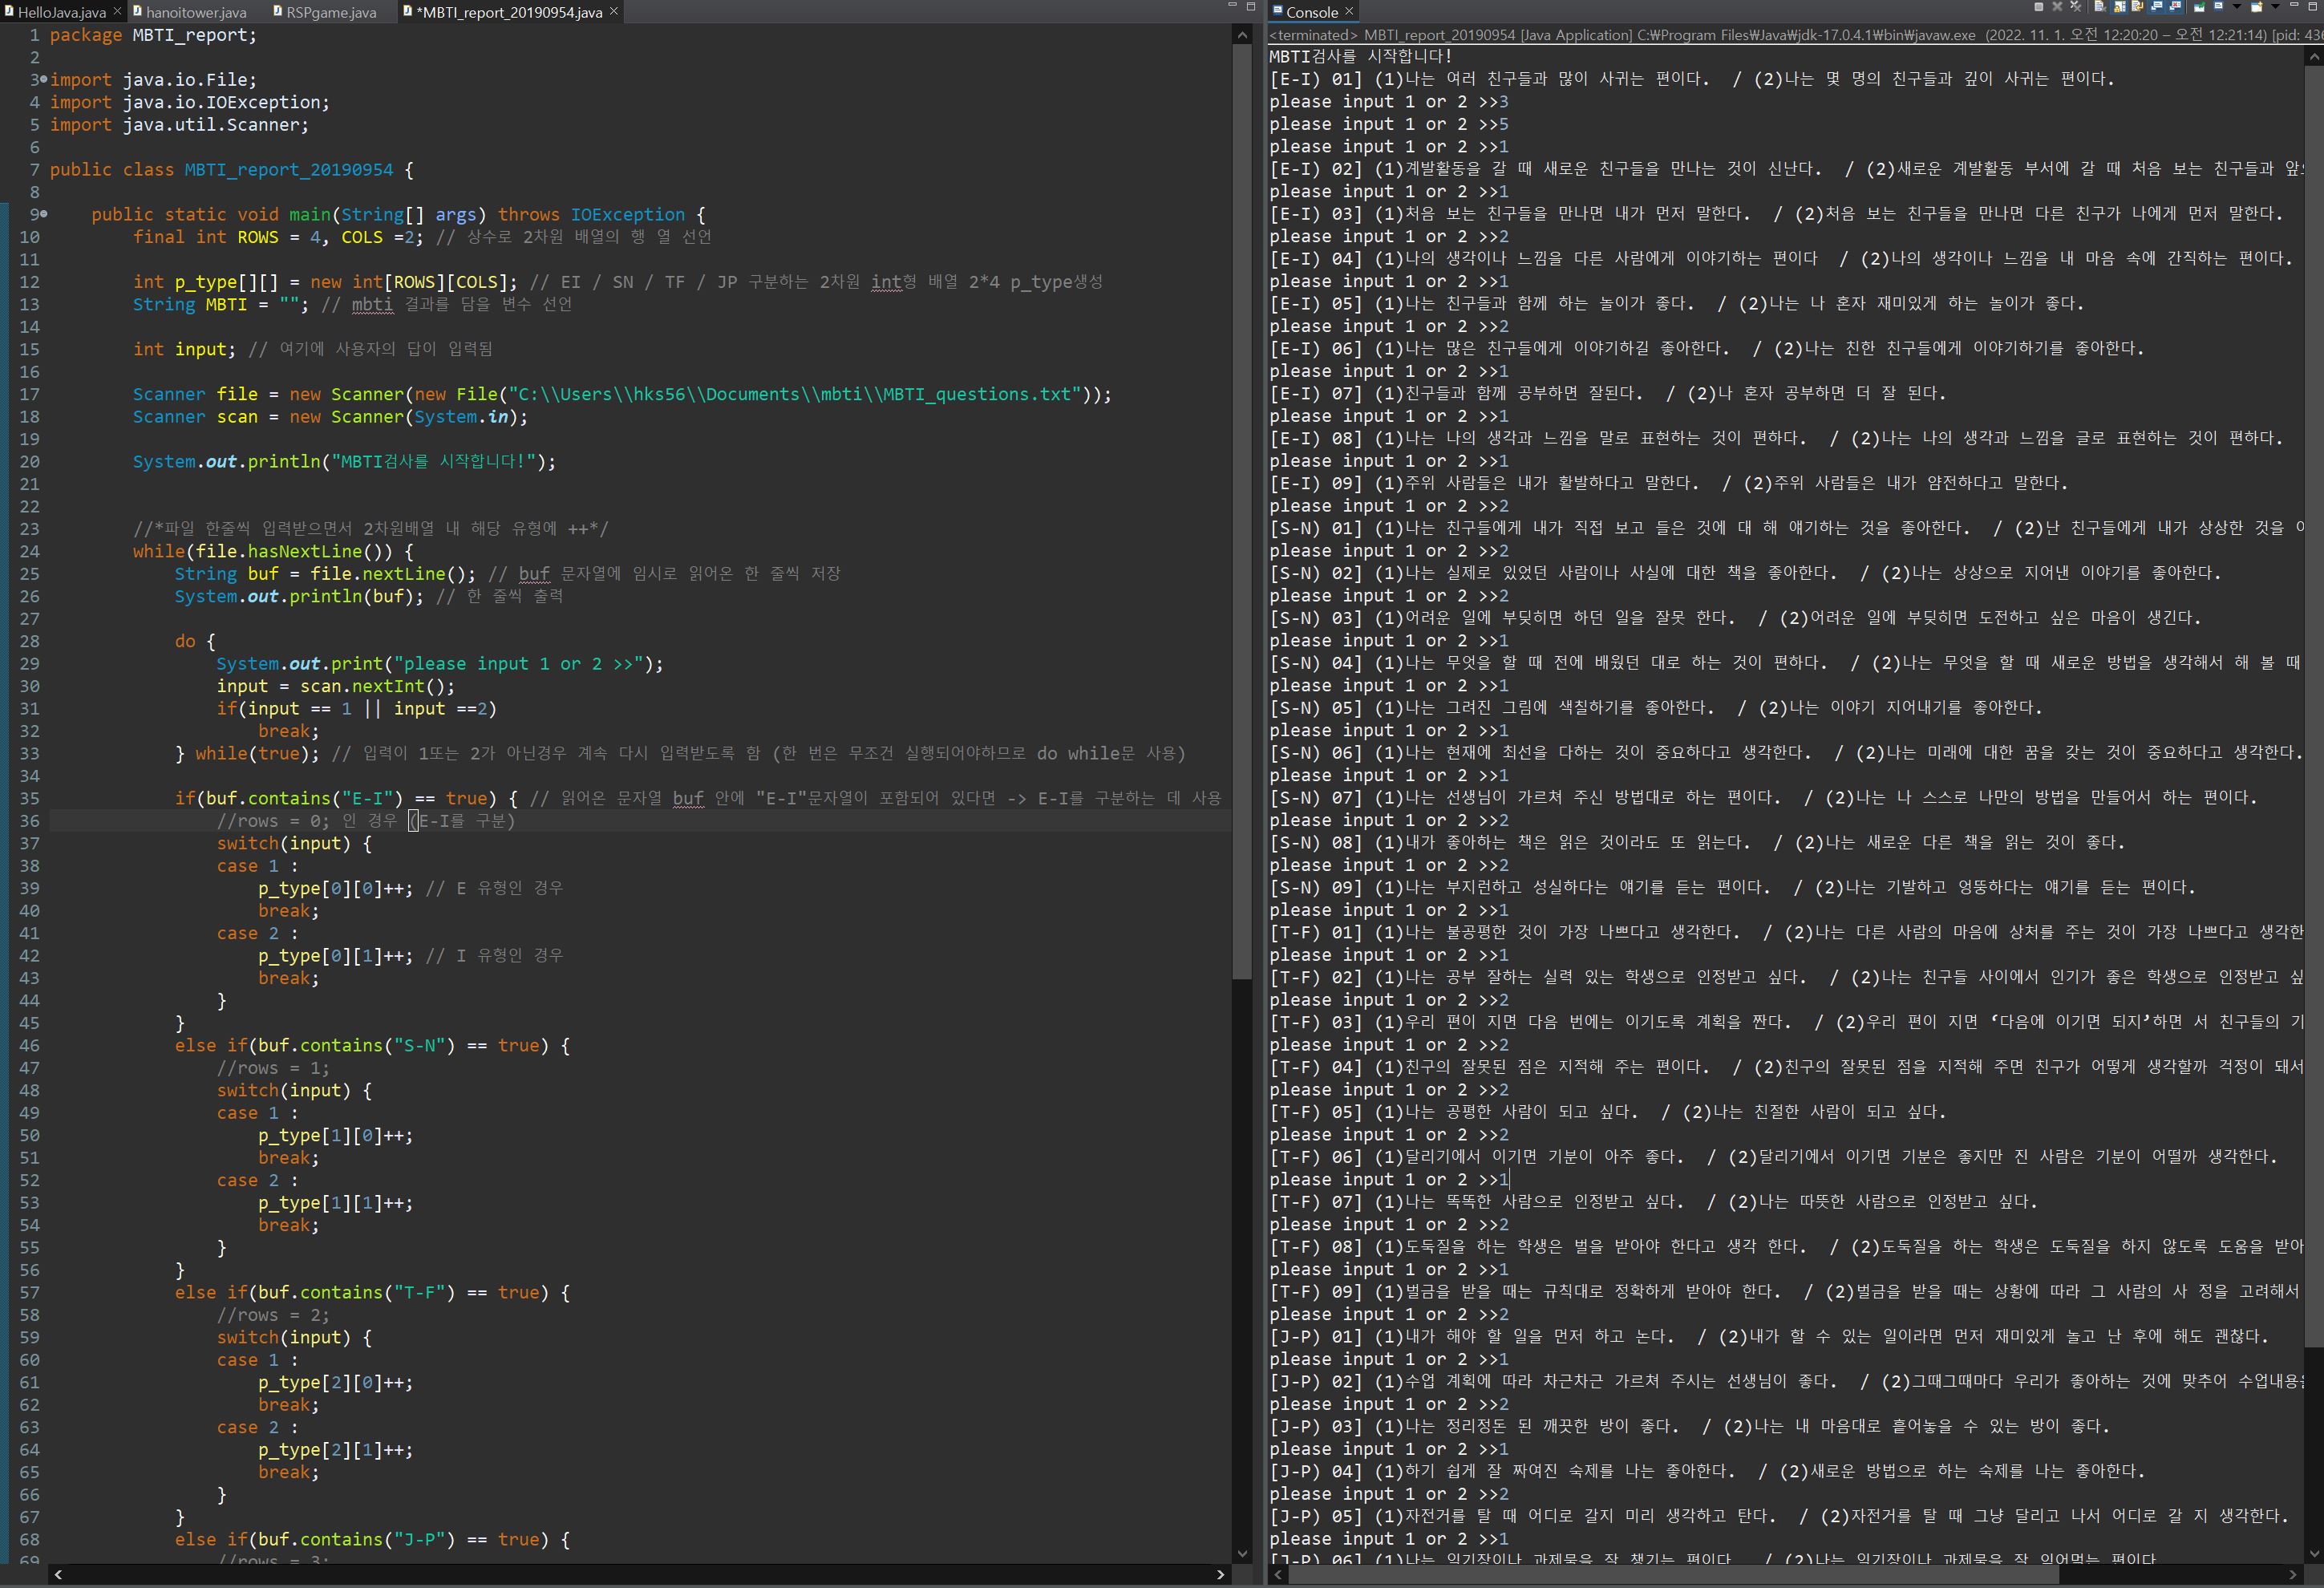 HelloJava.java
hanoitower.java
RSPgame.java
*MBTI_report_20190954.java
1 package MBTI_report;
2
3 import java.io.File;
4 import java.io.IOException;
5 import java.util.Scanner;
6
7 public class MBTI_report_20190954 {
8
9 public static void main(String[] args) throws IOException {
10 final int ROWS = 4, COLS =2; // 상수로 2차원 배열의 행 열 선언
11
12 int p_type[][] = new int[ROWS][COLS]; // EI / SN / TF / JP 구분하는 2차원 int형 배열 2*4 p_type생성
13 String MBTI = ""; // mbti 결과를 담을 변수 선언
14
15 int input; // 여기에 사용자의 답이 입력됨
16
17 Scanner file = new Scanner(new File("C:\\Users\\hks56\\Documents\\mbti\\MBTI_questions.txt"));
18 Scanner scan = new Scanner(System.in);
19
20 System.out.println("MBTI검사를 시작합니다!");
21
22
23 //*파일 한줄씩 입력받으면서 2차원배열 내 해당 유형에 ++*/
24 while(file.hasNextLine()) {
25 String buf = file.nextLine(); // buf 문자열에 임시로 읽어온 한 줄씩 저장
26 System.out.println(buf); // 한 줄씩 출력
27
28 do {
29 System.out.print("please input 1 or 2 >>");
30 input = scan.nextInt();
31 if(input == 1 || input ==2)
32 break;
33 } while(true); // 입력이 1또는 2가 아닌경우 계속 다시 입력받도록 함 (한 번은 무조건 실행되어야하므로 do while문 사용)
34
35 if(buf.contains("E-I") == true) { // 읽어온 문자열 buf 안에 "E-I"문자열이 포함되어 있다면 -> E-I를 구분하는 데 사용
36 //rows = 0; 인 경우 (E-I를 구분)
37 switch(input) {
38 case 1 :
39 p_type[0][0]++; // E 유형인 경우
40 break;
41 case 2 :
42 p_type[0][1]++; // I 유형인 경우
43 break;
44 }
45 }
46 else if(buf.contains("S-N") == true) {
47 //rows = 1;
48 switch(input) {
49 case 1 :
50 p_type[1][0]++;
51 break;
52 case 2 :
53 p_type[1][1]++;
54 break;
55 }
56 }
57 else if(buf.contains("T-F") == true) {
58 //rows = 2;
59 switch(input) {
60 case 1 :
61 p_type[2][0]++;
62 break;
63 case 2 :
64 p_type[2][1]++;
65 break;
66 }
67 }
68 else if(buf.contains("J-P") == true) {
69 //rows = 3;
Console
<terminated> MBTI_report_20190954 [Java Application] C:₩Program Files₩Java₩jdk-17.0.4.1₩bin₩javaw.exe (2022. 11. 1. 오전 12:20:20 – 오전 12:21:14) [pid: 436
MBTI검사를 시작합니다!
[E-I) 01] (1)나는 여러 친구들과 많이 사귀는 편이다. / (2)나는 몇 명의 친구들과 깊이 사귀는 편이다.
please input 1 or 2 >>3
please input 1 or 2 >>5
please input 1 or 2 >>1
[E-I) 02] (1)계발활동을 갈 때 새로운 친구들을 만나는 것이 신난다. / (2)새로운 계발활동 부서에 갈 때 처음 보는 친구들과
please input 1 or 2 >>1
[E-I) 03] (1)처음 보는 친구들을 만나면 내가 먼저 말한다. / (2)처음 보는 친구들을 만나면 다른 친구가 나에게 먼저 말한다.
please input 1 or 2 >>2
[E-I) 04] (1)나의 생각이나 느낌을 다른 사람에게 이야기하는 편이다 / (2)나의 생각이나 느낌을 내 마음 속에 간직하는 편이다.
please input 1 or 2 >>1
[E-I) 05] (1)나는 친구들과 함께 하는 놀이가 좋다. / (2)나는 나 혼자 재미있게 하는 놀이가 좋다.
please input 1 or 2 >>2
[E-I) 06] (1)나는 많은 친구들에게 이야기하길 좋아한다. / (2)나는 친한 친구들에게 이야기하기를 좋아한다.
please input 1 or 2 >>1
[E-I) 07] (1)친구들과 함께 공부하면 잘된다. / (2)나 혼자 공부하면 더 잘 된다.
please input 1 or 2 >>1
[E-I) 08] (1)나는 나의 생각과 느낌을 말로 표현하는 것이 편하다. / (2)나는 나의 생각과 느낌을 글로 표현하는 것이 편하다.
please input 1 or 2 >>1
[E-I) 09] (1)주위 사람들은 내가 활발하다고 말한다. / (2)주위 사람들은 내가 얌전하다고 말한다.
please input 1 or 2 >>2
[S-N) 01] (1)나는 친구들에게 내가 직접 보고 들은 것에 대 해 얘기하는 것을 좋아한다. / (2)난 친구들에게 내가 상상한 것을
please input 1 or 2 >>2
[S-N) 02] (1)나는 실제로 있었던 사람이나 사실에 대한 책을 좋아한다. / (2)나는 상상으로 지어낸 이야기를 좋아한다.
please input 1 or 2 >>2
[S-N) 03] (1)어려운 일에 부딪히면 하던 일을 잘못 한다. / (2)어려운 일에 부딪히면 도전하고 싶은 마음이 생긴다.
please input 1 or 2 >>1
[S-N) 04] (1)나는 무엇을 할 때 전에 배웠던 대로 하는 것이 편하다. / (2)나는 무엇을 할 때 새로운 방법을 생각해서 해 볼 때
please input 1 or 2 >>1
[S-N) 05] (1)나는 그려진 그림에 색칠하기를 좋아한다. / (2)나는 이야기 지어내기를 좋아한다.
please input 1 or 2 >>1
[S-N) 06] (1)나는 현재에 최선을 다하는 것이 중요하다고 생각한다. / (2)나는 미래에 대한 꿈을 갖는 것이 중요하다고 생각한다.
please input 1 or 2 >>1
[S-N) 07] (1)나는 선생님이 가르쳐 주신 방법대로 하는 편이다. / (2)나는 나 스스로 나만의 방법을 만들어서 하는 편이다.
please input 1 or 2 >>2
[S-N) 08] (1)내가 좋아하는 책은 읽은 것이라도 또 읽는다. / (2)나는 새로운 다른 책을 읽는 것이 좋다.
please input 1 or 2 >>2
[S-N) 09] (1)나는 부지런하고 성실하다는 얘기를 듣는 편이다. / (2)나는 기발하고 엉뚱하다는 얘기를 듣는 편이다.
please input 1 or 2 >>1
[T-F) 01] (1)나는 불공평한 것이 가장 나쁘다고 생각한다. / (2)나는 다른 사람의 마음에 상처를 주는 것이 가장 나쁘다고 생각한
please input 1 or 2 >>1
[T-F) 02] (1)나는 공부 잘하는 실력 있는 학생으로 인정받고 싶다. / (2)나는 친구들 사이에서 인기가 좋은 학생으로 인정받고 싶
please input 1 or 2 >>2
[T-F) 03] (1)우리 편이 지면 다음 번에는 이기도록 계획을 짠다. / (2)우리 편이 지면 ‘다음에 이기면 되지’하면 서 친구들의 기
please input 1 or 2 >>2
[T-F) 04] (1)친구의 잘못된 점은 지적해 주는 편이다. / (2)친구의 잘못된 점을 지적해 주면 친구가 어떻게 생각할까 걱정이 돼서
please input 1 or 2 >>2
[T-F) 05] (1)나는 공평한 사람이 되고 싶다. / (2)나는 친절한 사람이 되고 싶다.
please input 1 or 2 >>2
[T-F) 06] (1)달리기에서 이기면 기분이 아주 좋다. / (2)달리기에서 이기면 기분은 좋지만 진 사람은 기분이 어떨까 생각한다.
please input 1 or 2 >>1
[T-F) 07] (1)나는 똑똑한 사람으로 인정받고 싶다. / (2)나는 따뜻한 사람으로 인정받고 싶다.
please input 1 or 2 >>2
[T-F) 08] (1)도둑질을 하는 학생은 벌을 받아야 한다고 생각 한다. / (2)도둑질을 하는 학생은 도둑질을 하지 않도록 도움을 받아
please input 1 or 2 >>1
[T-F) 09] (1)벌금을 받을 때는 규칙대로 정확하게 받아야 한다. / (2)벌금을 받을 때는 상황에 따라 그 사람의 사 정을 고려해서
please input 1 or 2 >>2
[J-P) 01] (1)내가 해야 할 일을 먼저 하고 논다. / (2)내가 할 수 있는 일이라면 먼저 재미있게 놀고 난 후에 해도 괜찮다.
please input 1 or 2 >>1
[J-P) 02] (1)수업 계획에 따라 차근차근 가르쳐 주시는 선생님이 좋다. / (2)그때그때마다 우리가 좋아하는 것에 맞추어 수업내용
please input 1 or 2 >>2
[J-P) 03] (1)나는 정리정돈 된 깨끗한 방이 좋다. / (2)나는 내 마음대로 흩어놓을 수 있는 방이 좋다.
please input 1 or 2 >>1
[J-P) 04] (1)하기 쉽게 잘 짜여진 숙제를 나는 좋아한다. / (2)새로운 방법으로 하는 숙제를 나는 좋아한다.
please input 1 or 2 >>2
[J-P) 05] (1)자전거를 탈 때 어디로 갈지 미리 생각하고 탄다. / (2)자전거를 탈 때 그냥 달리고 나서 어디로 갈 지 생각한다.
please input 1 or 2 >>1
[J-P) 06] (1)나는 일기장이나 과제물을 잘 챙기는 편이다. / (2)나는 일기장이나 과제물을 잘 잊어먹는 편이다